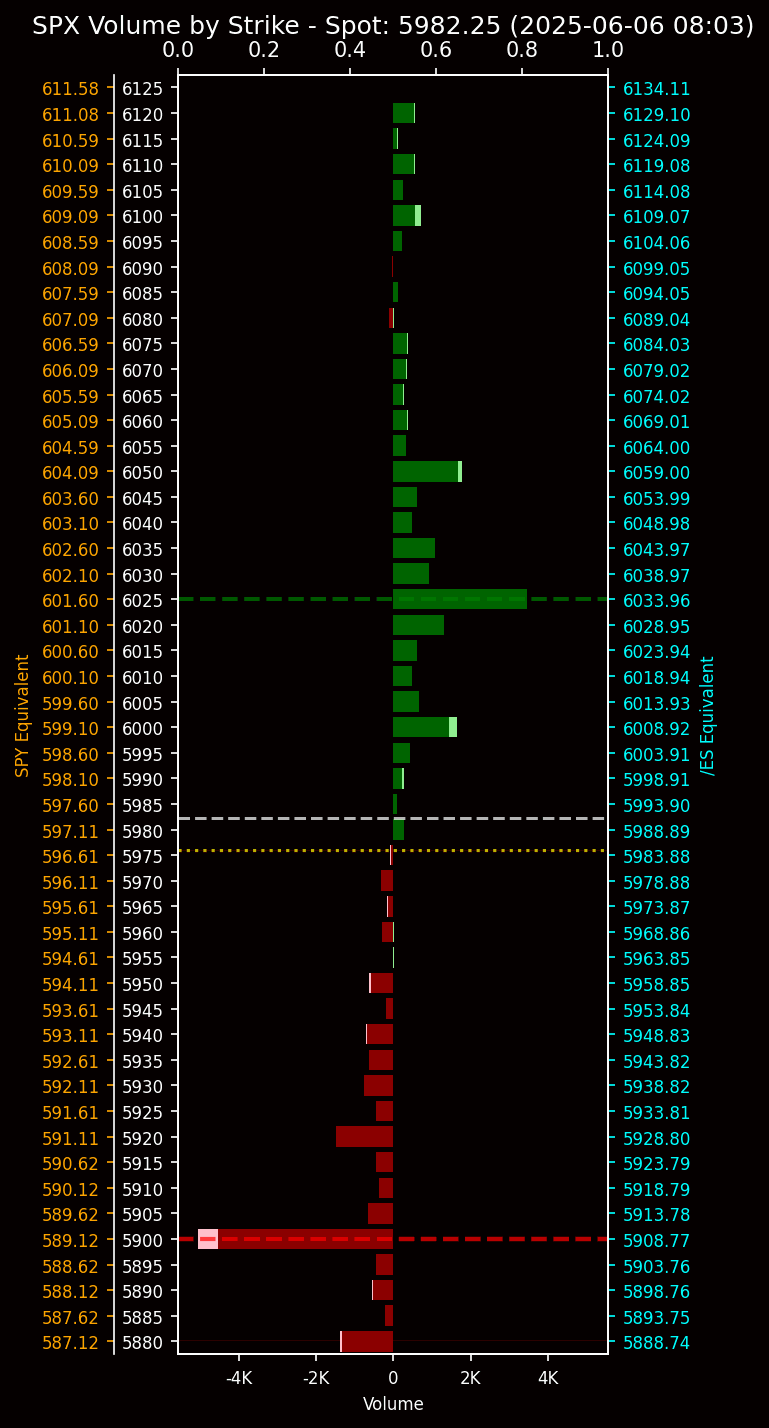 SPX Volume by Strike - Spot: 5982.25 (2025-06-06 08:03)
0.0 0.2 0.4 0.6 0.8 1.0
611.58 6125 6134.11
611.08 6120 6129.10
610.59 6115 6124.09
610.09 6110 6119.08
609.59 6105 6114.08
609.09 6100 6109.07
608.59 6095 6104.06
608.09 6090 6099.05
607.59 6085 6094.05
607.09 6080 6089.04
606.59 6075 6084.03
606.09 6070 6079.02
605.59 6065 6074.02
605.09 6060 6069.01
604.59 6055 6064.00
604.09 6050 6059.00
603.60 6045 6053.99
603.10 6040 6048.98
602.60 6035 6043.97
602.10 6030 6038.97
601.60 6025 6033.96
601.10 6020 6028.95
600.60 6015 6023.94
600.10 6010 6018.94
599.60 6005 6013.93
599.10 6000 6008.92
598.60 5995 6003.91
598.10 5990 5998.91
597.60 5985 5993.90
597.11 5980 5988.89
596.61 5975 5983.88
596.11 5970 5978.88
595.61 5965 5973.87
595.11 5960 5968.86
594.61 5955 5963.85
594.11 5950 5958.85
593.61 5945 5953.84
593.11 5940 5948.83
592.61 5935 5943.82
592.11 5930 5938.82
591.61 5925 5933.81
591.11 5920 5928.80
590.62 5915 5923.79
590.12 5910 5918.79
589.62 5905 5913.78
589.12 5900 5908.77
588.62 5895 5903.76
588.12 5890 5898.76
587.62 5885 5893.75
587.12 5880 5888.74
SPY Equivalent
/ES Equivalent
-4K -2K 0 2K 4K
Volume